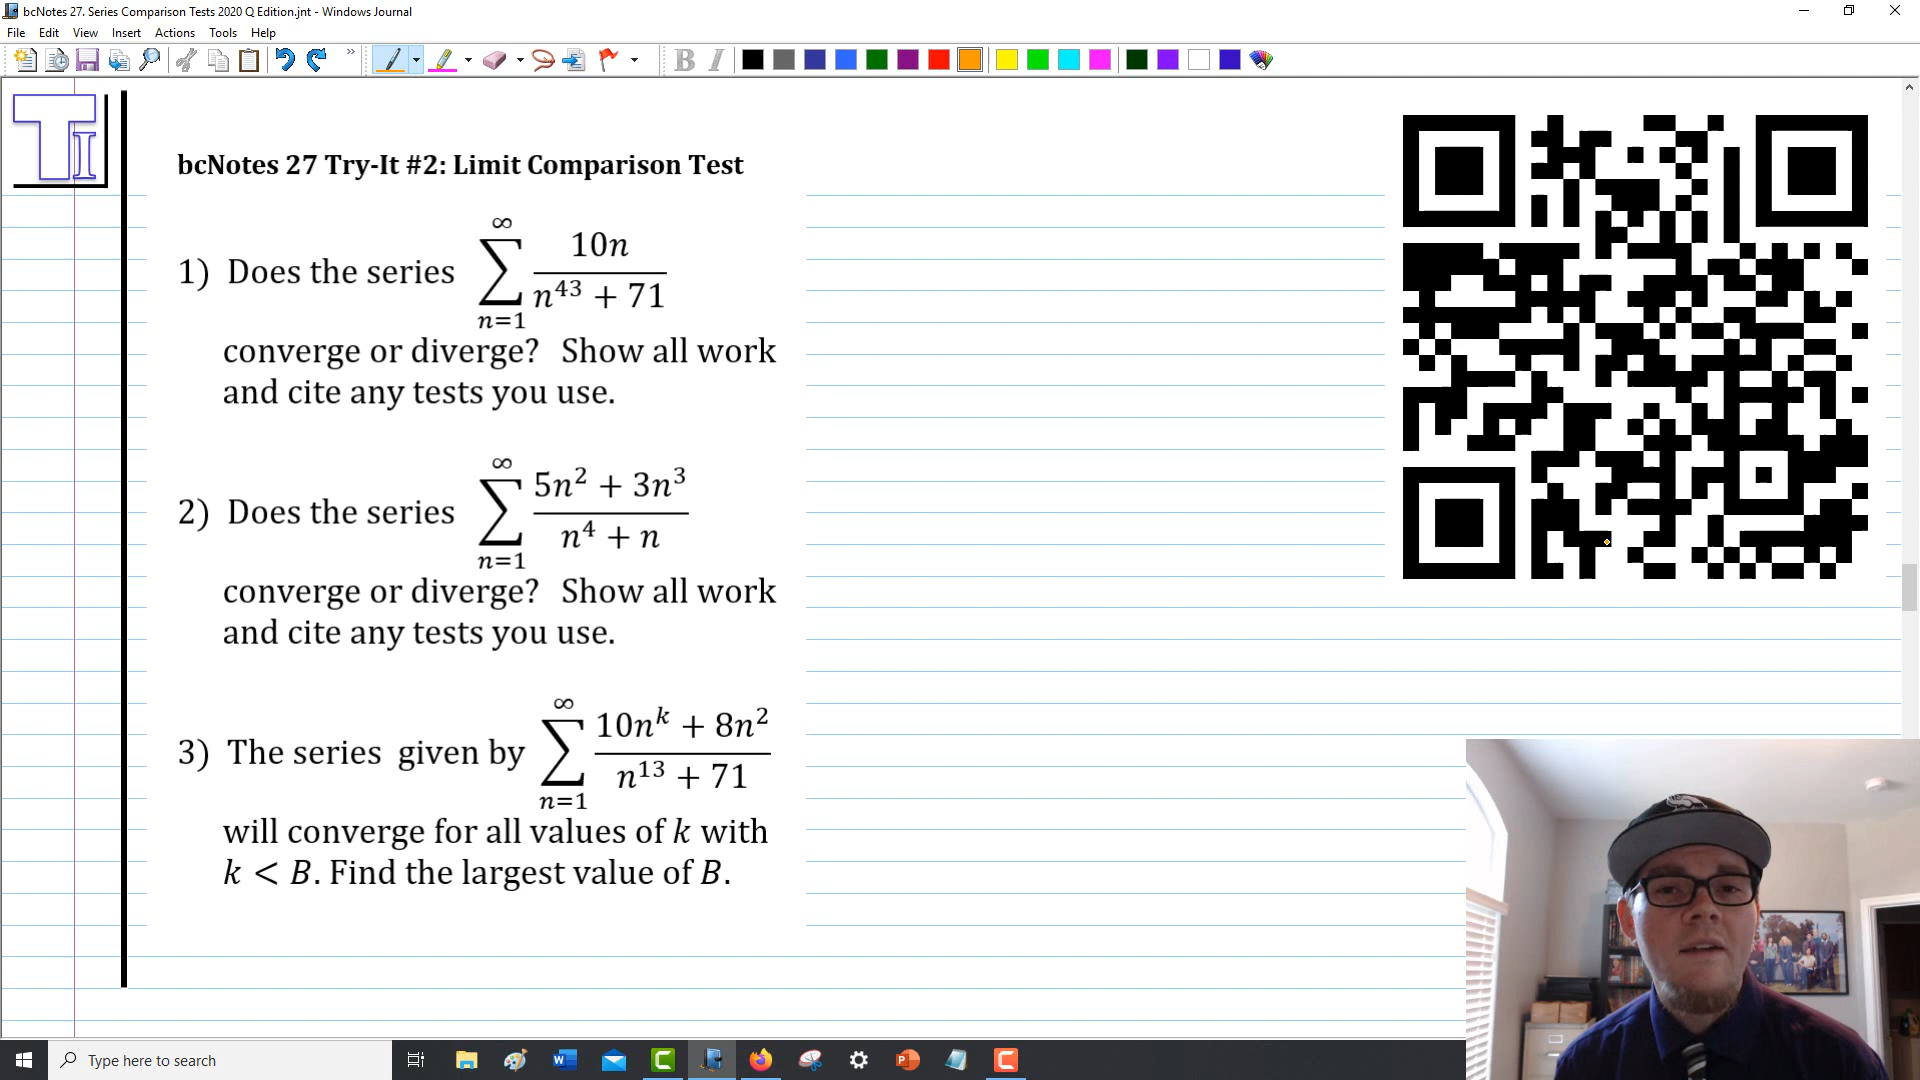 bcNotes 27. Series Comparison Tests 2020 Q Edition.jnt - Windows Journal
File Edit View Insert Actions Tools Help
B I
TI
bcNotes 27 Try-It #2: Limit Comparison Test
1) Does the series ∑_{n=1}^{∞} \frac{10n}{n^{43} + 71}
converge or diverge? Show all work
and cite any tests you use.
2) Does the series ∑_{n=1}^{∞} \frac{5n^2 + 3n^3}{n^4 + n}
converge or diverge? Show all work
and cite any tests you use.
3) The series given by ∑_{n=1}^{∞} \frac{10n^k + 8n^2}{n^{13} + 71}
will converge for all values of k with
k < B. Find the largest value of B.
Type here to search